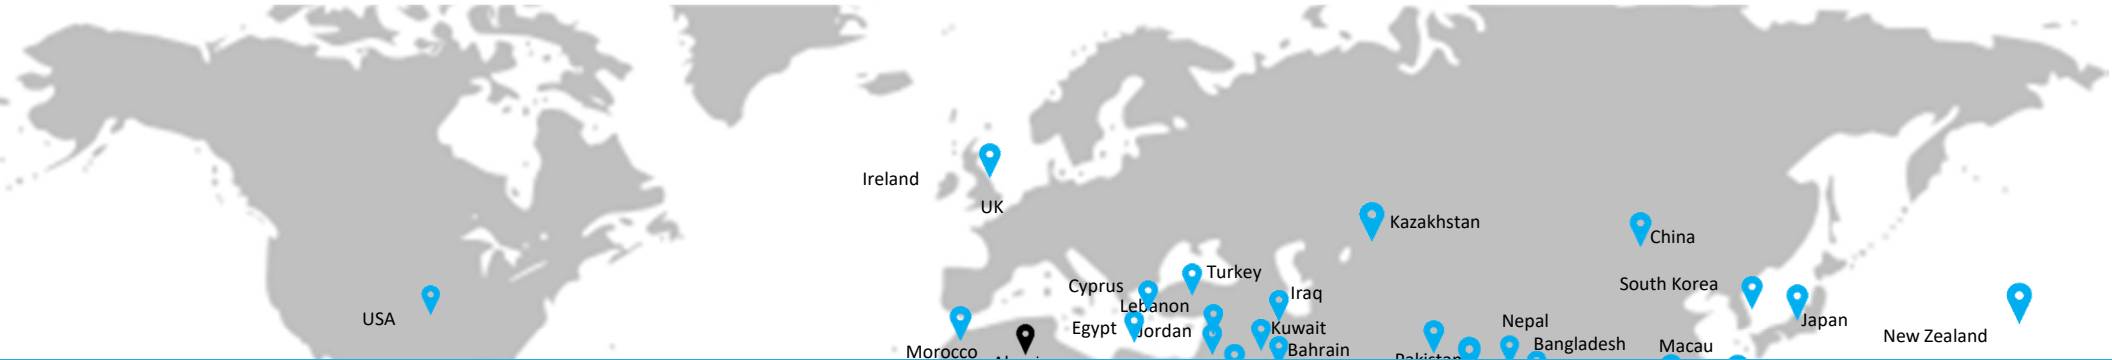 Ireland
UK
Kazakhstan
China
Turkey
Cyprus
South Korea
Iraq
Lebanon
USA
Egypt
Jordan
Kuwait
Nepal
Japan
New Zealand
Bangladesh
Macau
Morocco
Bahrain
Pakistan